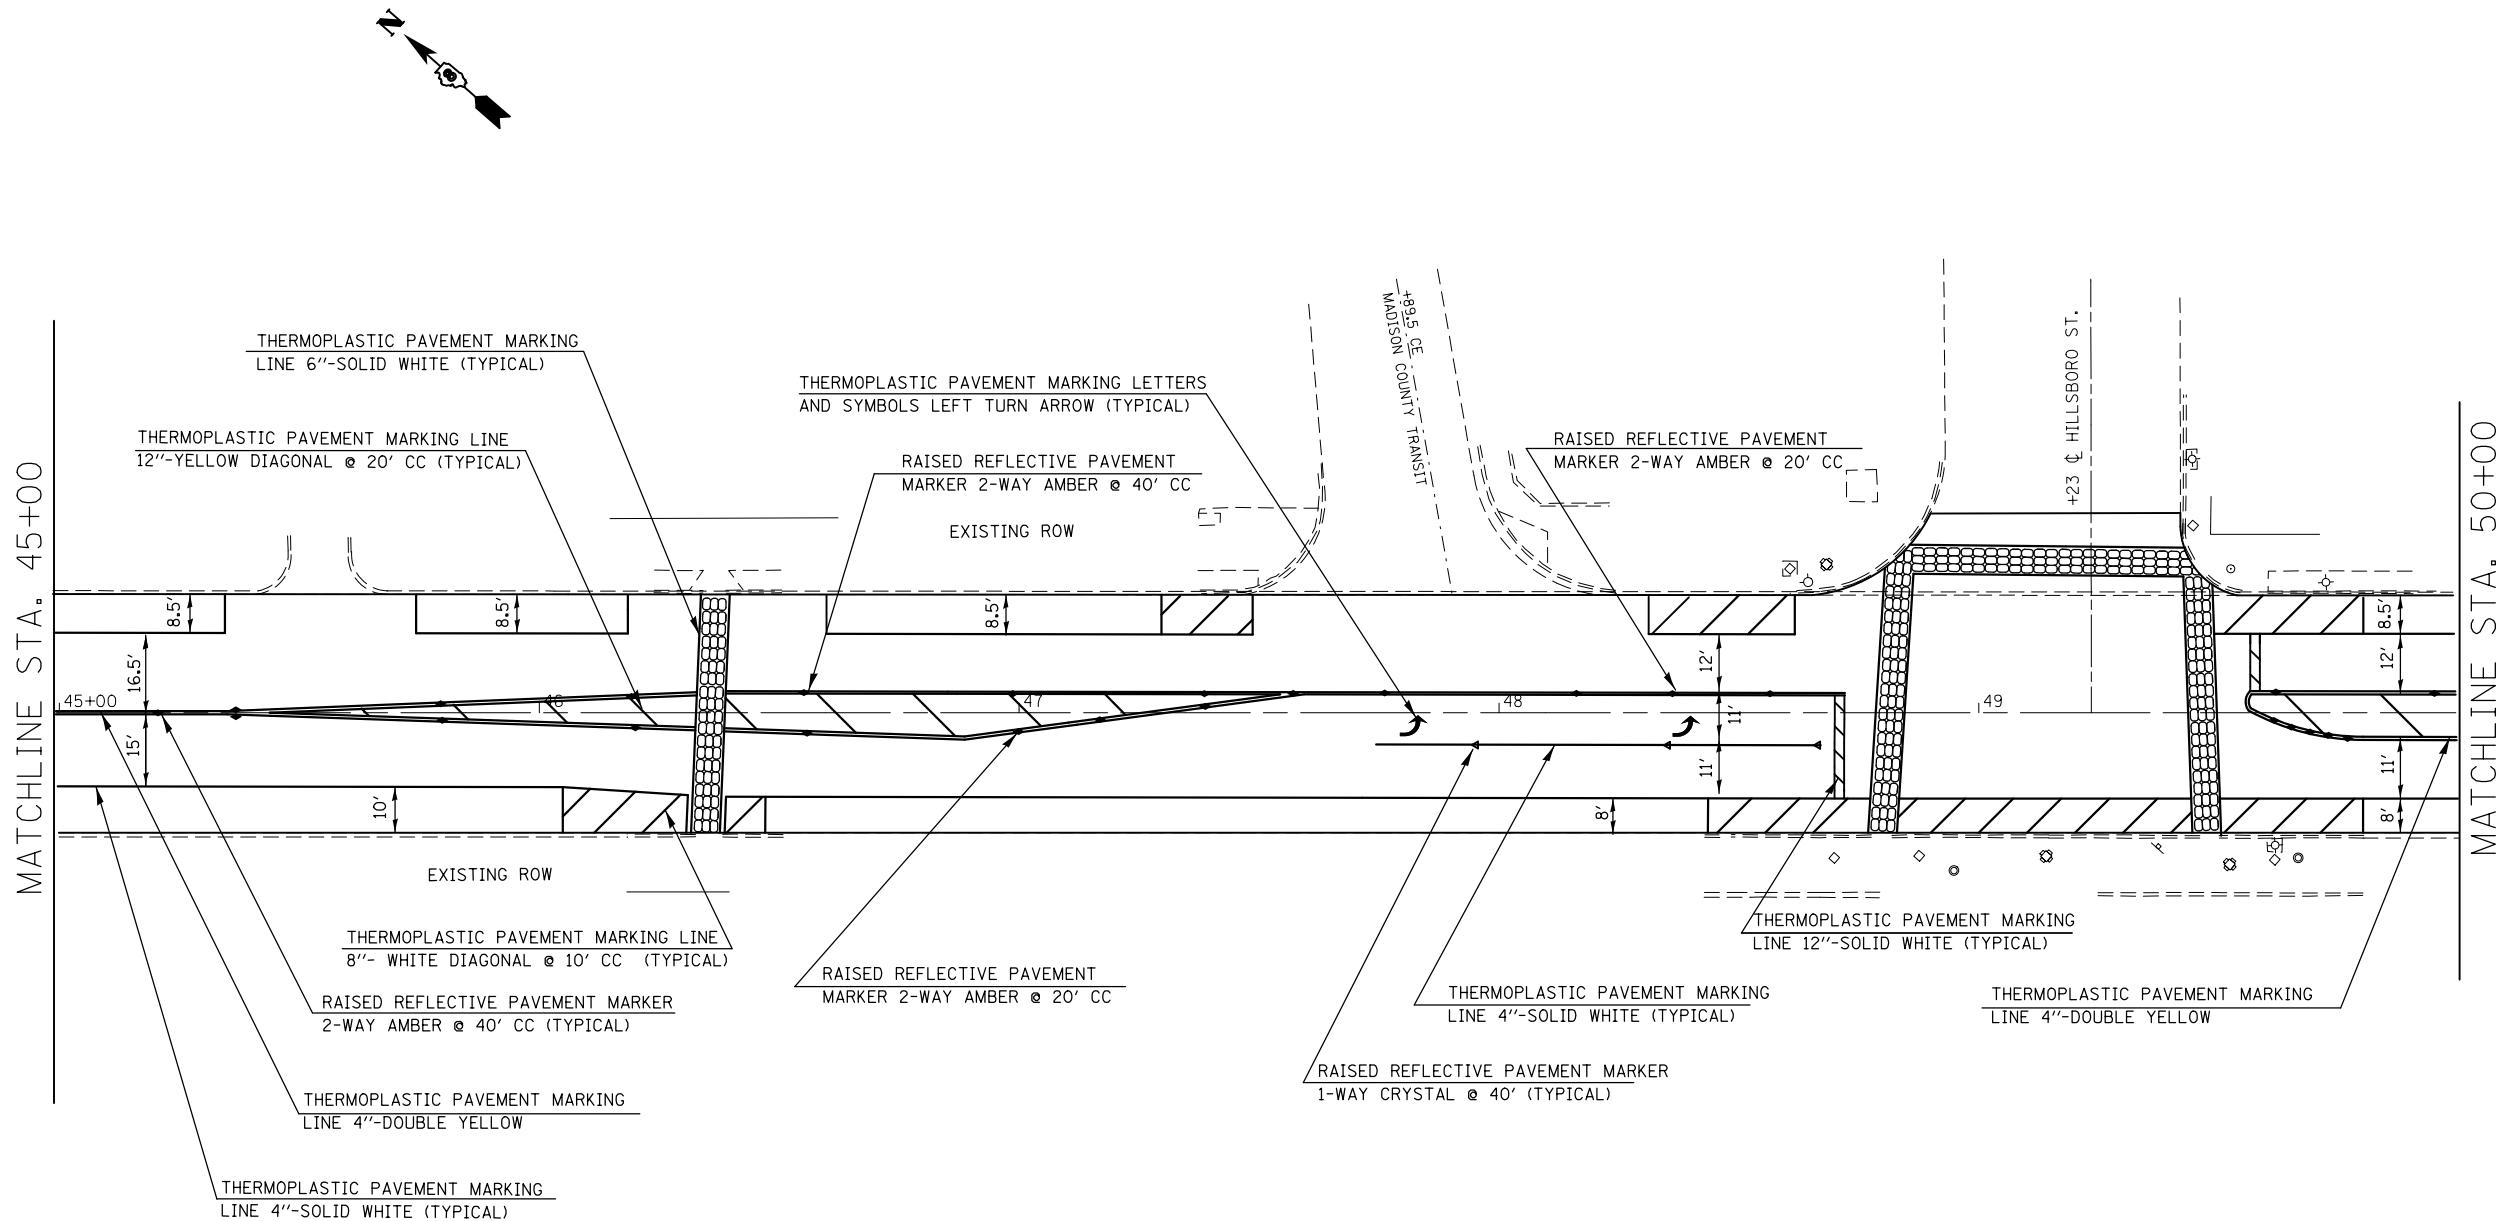 N
THERMOPLASTIC PAVEMENT MARKING
LINE 6''-SOLID WHITE (TYPICAL)
THERMOPLASTIC PAVEMENT MARKING LINE
12''-YELLOW DIAGONAL @ 20' CC (TYPICAL)
THERMOPLASTIC PAVEMENT MARKING LETTERS
AND SYMBOLS LEFT TURN ARROW (TYPICAL)
RAISED REFLECTIVE PAVEMENT
MARKER 2-WAY AMBER @ 40' CC
EXISTING ROW
+89.5 CE
MADISON COUNTY TRANSIT
RAISED REFLECTIVE PAVEMENT
MARKER 2-WAY AMBER @ 20' CC
+23 ℄ HILLSBORO ST.
MATCHLINE STA. 45+00
MATCHLINE STA. 50+00
8.5'
8.5'
8.5'
8.5'
16.5'
12'
12'
45+00
46
47
48
49
15'
11'
11'
11'
10'
8'
8'
EXISTING ROW
THERMOPLASTIC PAVEMENT MARKING LINE
8''- WHITE DIAGONAL @ 10' CC (TYPICAL)
RAISED REFLECTIVE PAVEMENT MARKER
2-WAY AMBER @ 40' CC (TYPICAL)
THERMOPLASTIC PAVEMENT MARKING
LINE 4''-DOUBLE YELLOW
THERMOPLASTIC PAVEMENT MARKING
LINE 4''-SOLID WHITE (TYPICAL)
RAISED REFLECTIVE PAVEMENT
MARKER 2-WAY AMBER @ 20' CC
RAISED REFLECTIVE PAVEMENT MARKER
1-WAY CRYSTAL @ 40' (TYPICAL)
THERMOPLASTIC PAVEMENT MARKING
LINE 4''-SOLID WHITE (TYPICAL)
THERMOPLASTIC PAVEMENT MARKING
LINE 12''-SOLID WHITE (TYPICAL)
THERMOPLASTIC PAVEMENT MARKING
LINE 4''-DOUBLE YELLOW